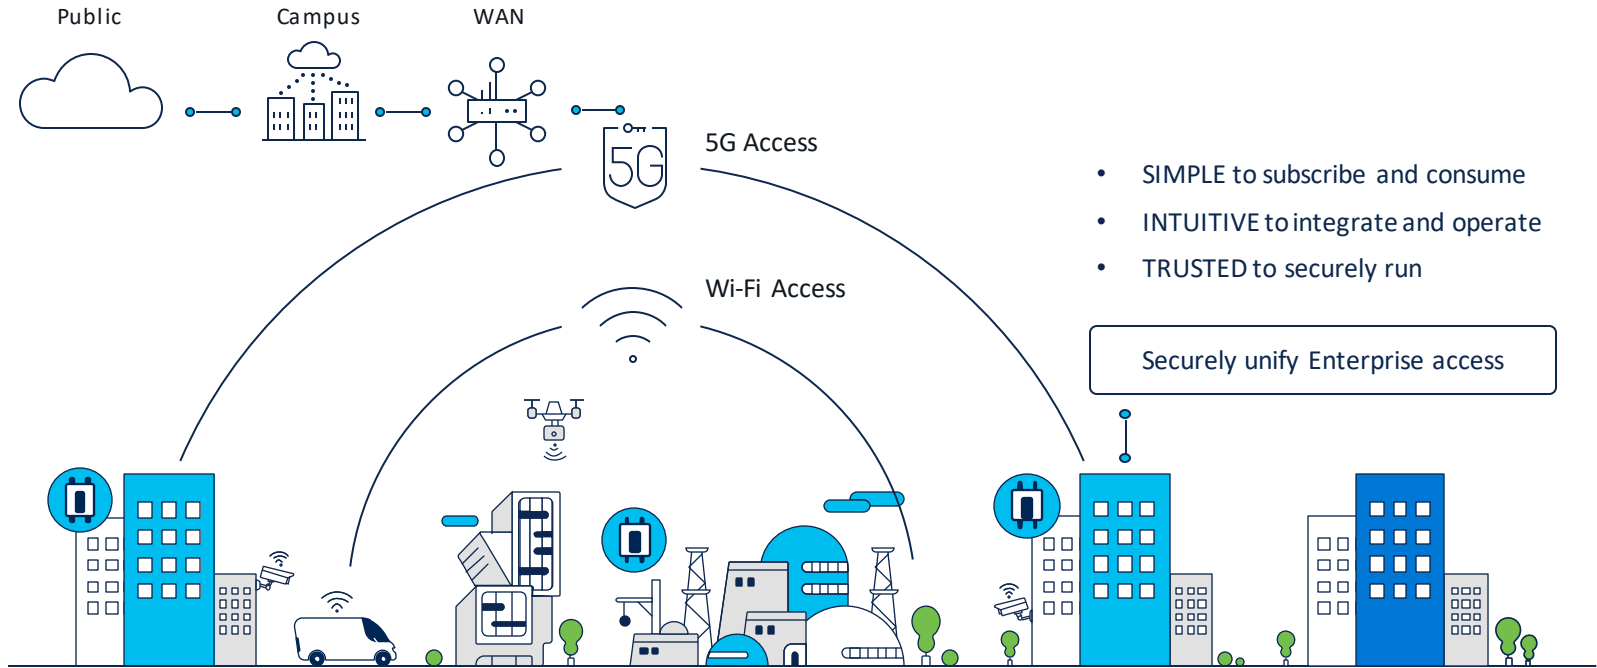 Public
Campus
WAN
5G
5G Access
• SIMPLE to subscribe and consume
• INTUITIVE to integrate and operate
• TRUSTED to securely run
Wi-Fi Access
Securely unify Enterprise access